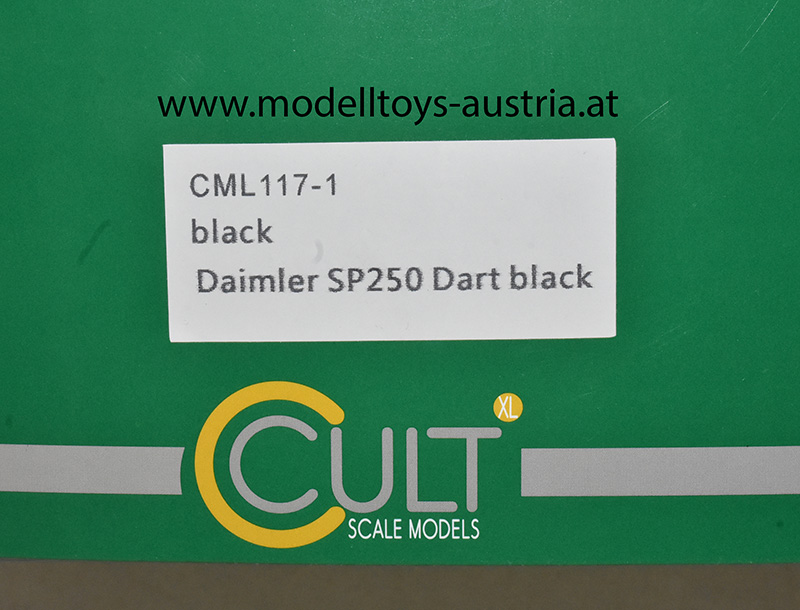 www.modelltoys-austria.at
CML117-1
black
Daimler SP250 Dart black
CULT XL
SCALE MODELS